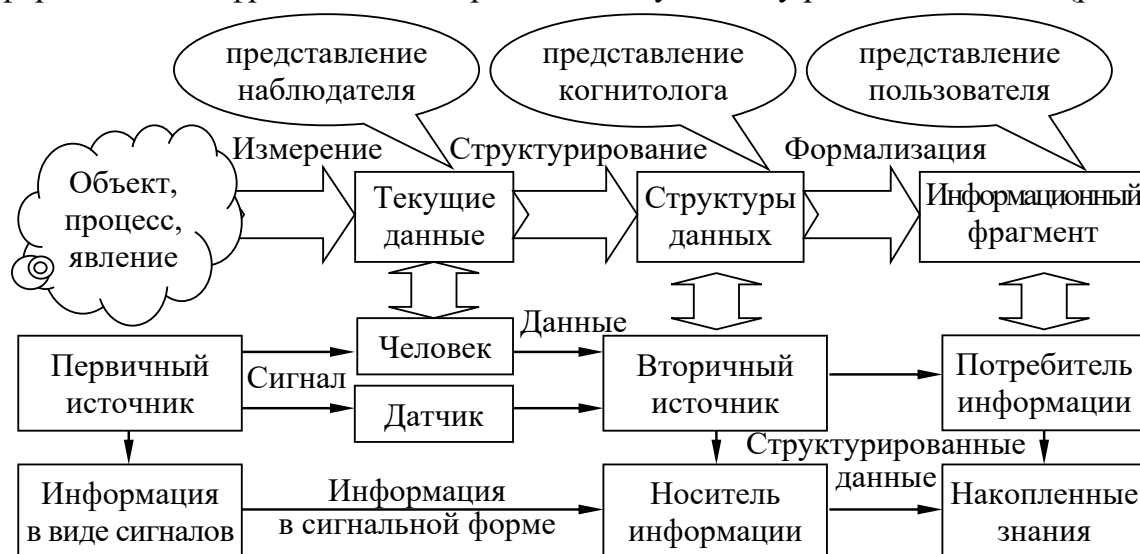 представление
наблюдателя
представление
когнитолога
представление
пользователя
Измерение
Структурирование
Формализация
Объект,
процесс,
явление
Текущие
данные
Структуры
данных
Информационный
фрагмент
Первичный
источник
Сигнал
Человек
Датчик
Данные
Вторичный
источник
Потребитель
информации
Информация
в виде сигналов
Информация
в сигнальной форме
Носитель
информации
Структурированные
данные
Накопленные
знания